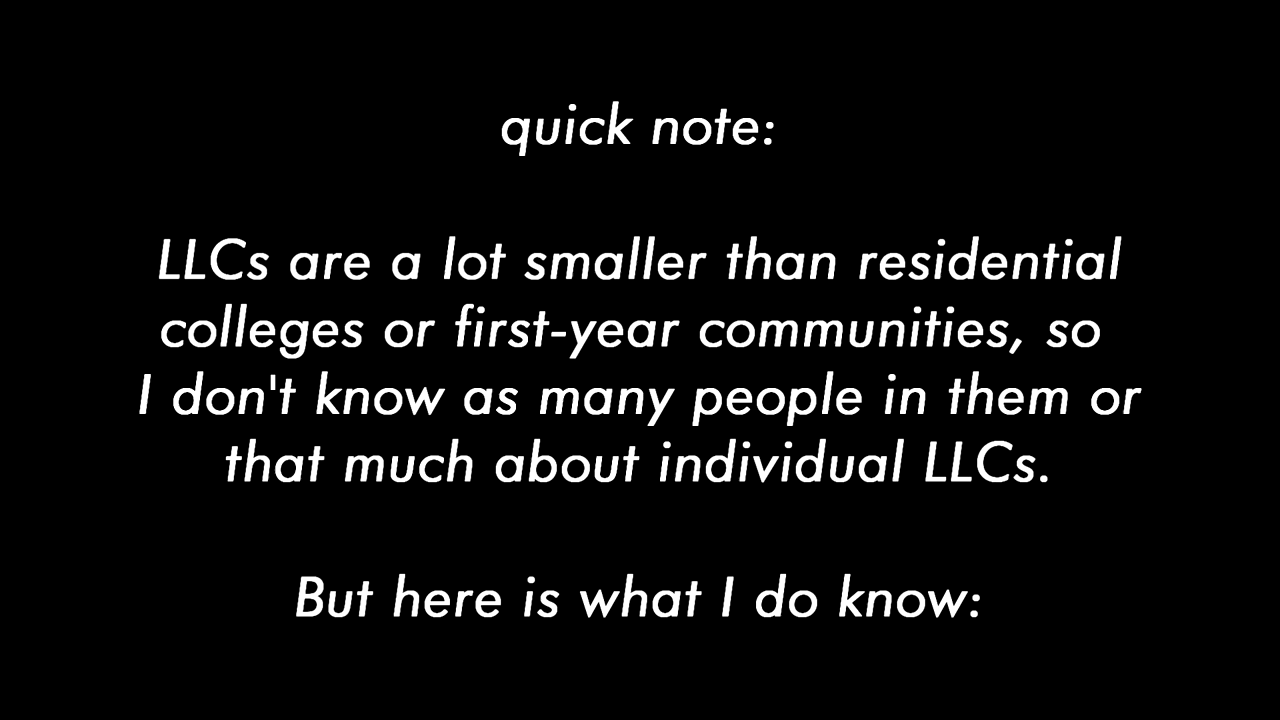 quick note:
LLCs are a lot smaller than residential
colleges or first-year communities, so
I don't know as many people in them or
that much about individual LLCs.
But here is what I do know: